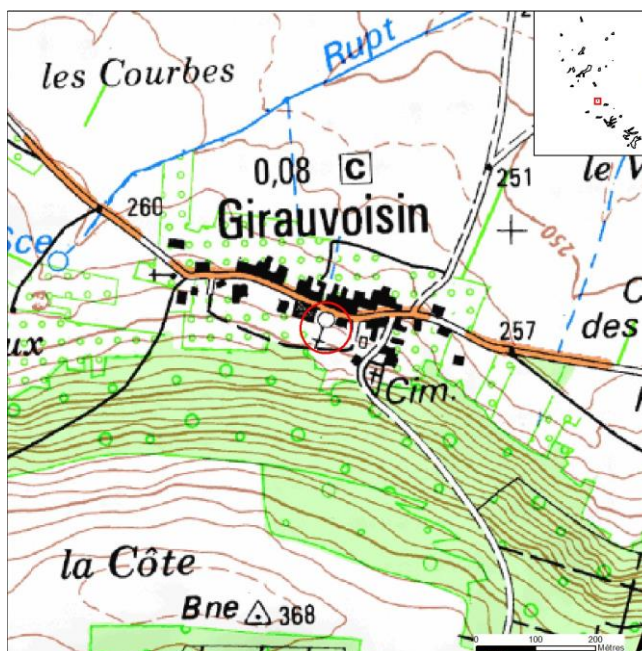 Rupt
les Courbes
251
le V
0,08 C
260
Girauvoisin
250
Sce
C
des
257
ux
Cim.
la Côte
Bne 368
0 100 200
Mètres